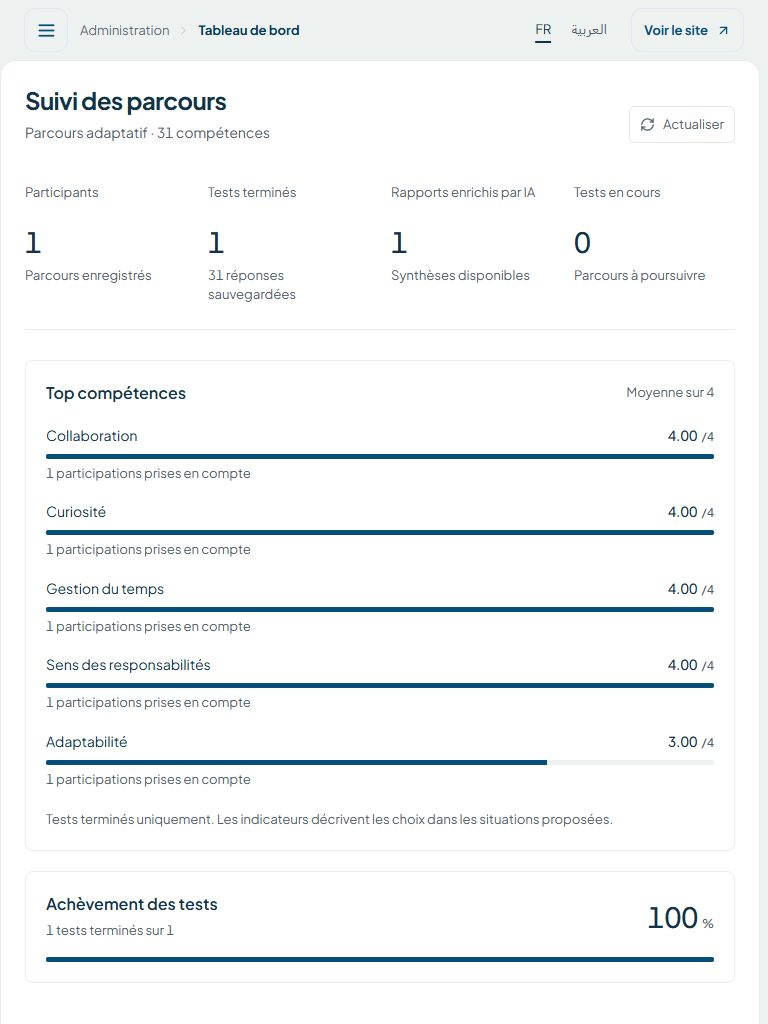 Administration
Tableau de bord
FR
العربية
Voir le site
Suivi des parcours
Parcours adaptatif · 31 compétences
Actualiser
Participants
1
Parcours enregistrés
Tests terminés
1
31 réponses
sauvegardées
Rapports enrichis par IA
1
Synthèses disponibles
Tests en cours
0
Parcours à poursuivre
Top compétences
Moyenne sur 4
Collaboration
4.00 /4
1 participations prises en compte
Curiosité
4.00 /4
1 participations prises en compte
Gestion du temps
4.00 /4
1 participations prises en compte
Sens des responsabilités
4.00 /4
1 participations prises en compte
Adaptabilité
3.00 /4
1 participations prises en compte
Tests terminés uniquement. Les indicateurs décrivent les choix dans les situations proposées.
Achèvement des tests
1 tests terminés sur 1
100 %